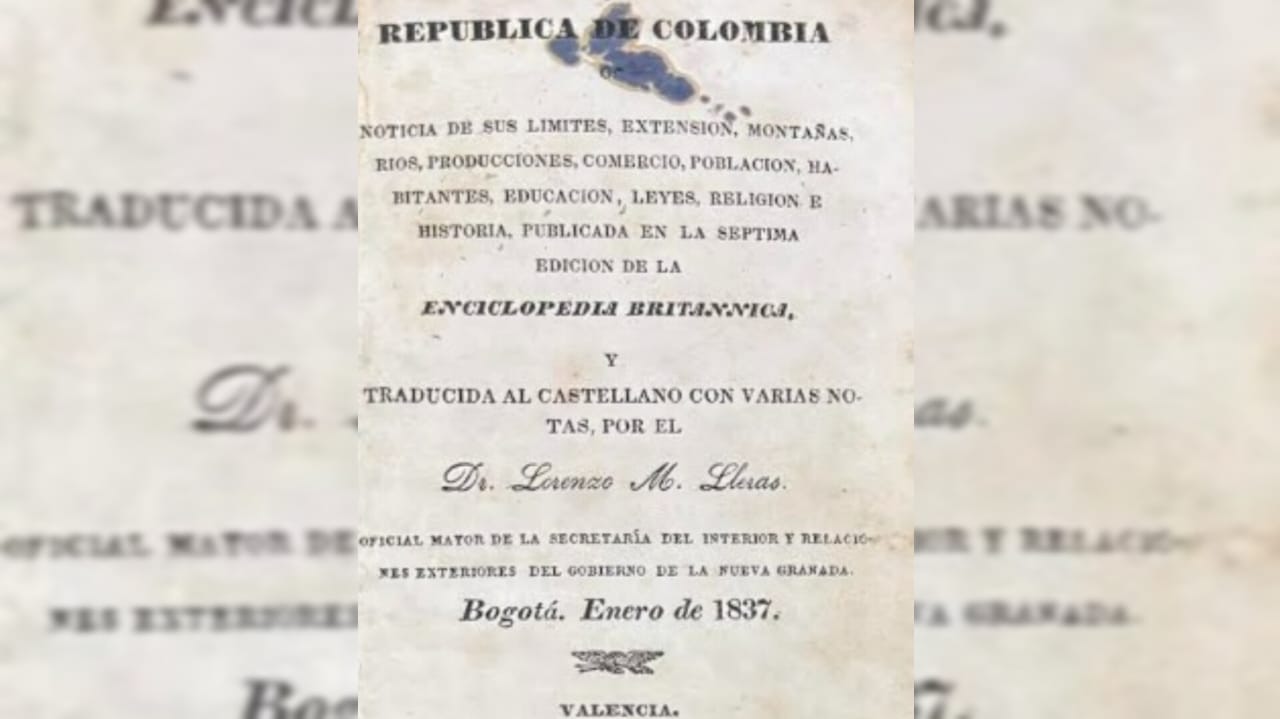 REPUBLICA DE COLOMBIA
NOTICIA DE SUS LIMITES, EXTENSION, MONTAÑAS,
RIOS, PRODUCCIONES, COMERCIO, POBLACION, HA-
BITANTES, EDUCACION, LEYES, RELIGION E
HISTORIA, PUBLICADA EN LA SEPTIMA
EDICION DE LA
ENCICLOPEDIA BRITANNICA,
Y
TRADUCIDA AL CASTELLANO CON VARIAS NO-
TAS, POR EL
Dr. Lorenzo M. Lleras.
OFICIAL MAYOR DE LA SECRETARÍA DEL INTERIOR Y RELACIO-
NES EXTERIORES DEL GOBIERNO DE LA NUEVA GRANADA.
Bogotá. Enero de 1837.
VALENCIA.